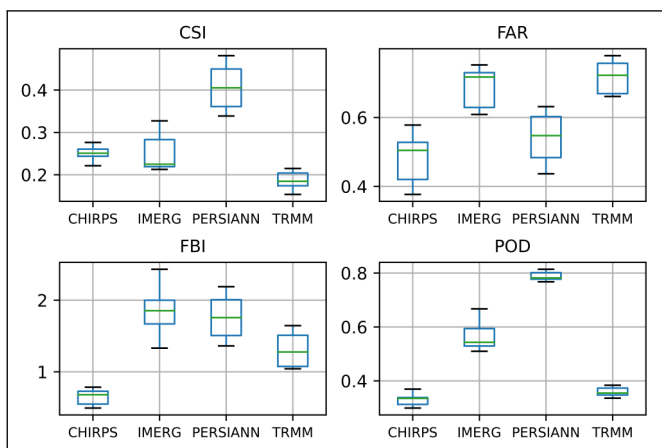 CSI
FAR
0.4
0.3
0.2
0.6
0.4
CHIRPS IMERG PERSIANN TRMM
CHIRPS IMERG PERSIANN TRMM
FBI
POD
2
1
0.8
0.6
0.4
CHIRPS IMERG PERSIANN TRMM
CHIRPS IMERG PERSIANN TRMM